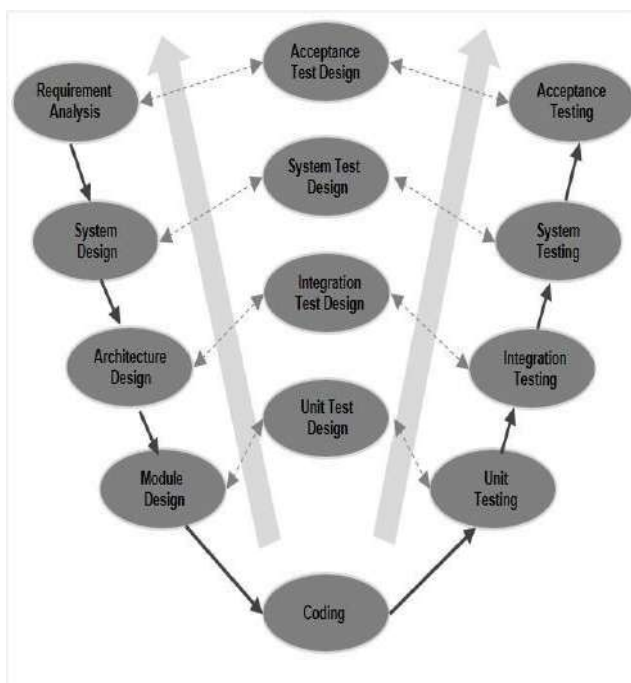 Acceptance
Test Design
Requirement
Analysis
Acceptance
Testing
System Test
Design
System
Design
System
Testing
Integration
Test Design
Architecture
Design
Integration
Testing
Unit Test
Design
Module
Design
Unit
Testing
Coding